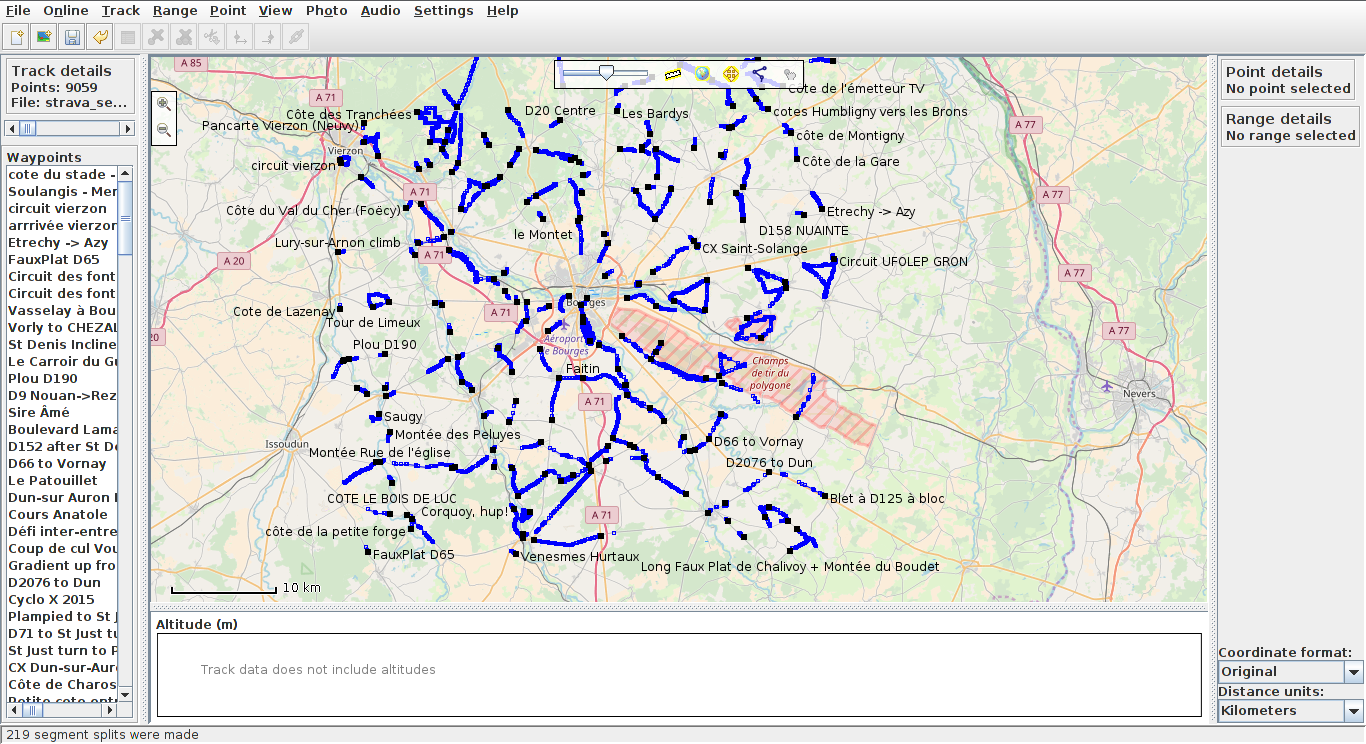 File Online Track Range Point View Photo Audio Settings Help
Track details
Points: 9059
File: strava_se...
Waypoints
cote du stade -
Soulangis - Mer
circuit vierzon
arrrivée vierzor
Etrechy -> Azy
FauxPlat D65
Circuit des font
Circuit des font
Vasselay à Bou
Vorly to CHEZAL
St Denis Incline
Le Carroir du Gu
Plou D190
D9 Nouan->Rez
Sire Âmé
Boulevard Lama
D152 after St De
D66 to Vornay
Le Patouillet
Dun-sur Auron I
Cours Anatole
Défi inter-entre
Coup de cul Vou
Gradient up fro
D2076 to Dun
Cyclo X 2015
Plampied to St J
D71 to St Just tu
St Just turn to P
CX Dun-sur-Aur
Côte de Charos
A 85
A 71
Côte des Tranchées
D20 Centre
Les Bardys
Cote de l'émetteur TV
cotes Humbligny vers les Brons
Pancarte Vierzon (Neuvy)
Vierzon
côte de Montigny
A 77
circuit vierzon
Côte de la Gare
A 71
A 77
Côte du Val du Cher (Foëcy)
Etrechy -> Azy
le Montet
D158 NUAINTE
Lury-sur-Arnon climb
CX Saint-Solange
A 20
A 71
Circuit UFOLEP GRON
A 77
Bourges
Cote de Lazenay
A 71
Tour de Limeux
A 77
20
Plou D190
Aéroport
de Bourges
Champs
de tir du
polygone
Faitin
Nevers
A 71
Saugy
Montée des Peluyes
Issoudun
D66 to Vornay
Montée Rue de l'église
D2076 to Dun
COTE LE BOIS DE LUC
Blet à D125 à bloc
Corquoy, hup!
A 71
côte de la petite forge
FauxPlat D65
Venesmes Hurtaux
Long Faux Plat de Chalivoy + Montée du Boudet
10 km
Altitude (m)
Track data does not include altitudes
Point details
No point selected
Range details
No range selected
Coordinate format:
Original
Distance units:
Kilometers
219 segment splits were made